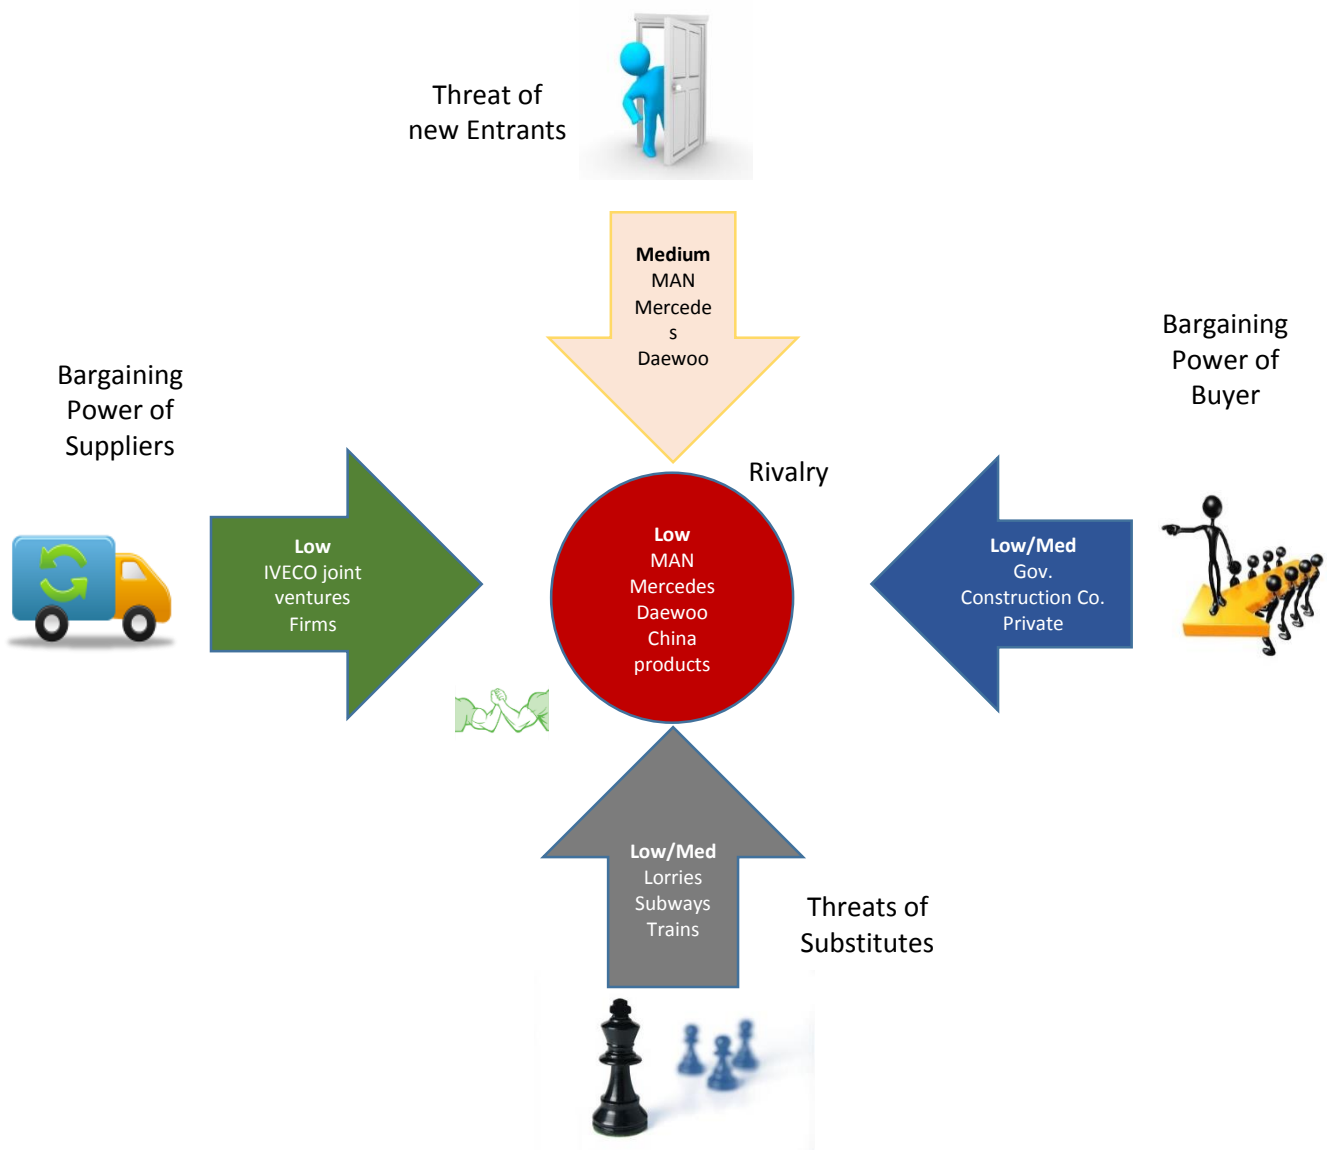 Threat of
new Entrants
Medium
MAN
Mercede
s
Daewoo
Bargaining
Power of
Buyer
Bargaining
Power of
Suppliers
Rivalry
Low
IVECO joint
ventures
Firms
Low
MAN
Mercedes
Daewoo
China
products
Low/Med
Gov.
Construction Co.
Private
Low/Med
Lorries
Subways
Trains
Threats of
Substitutes